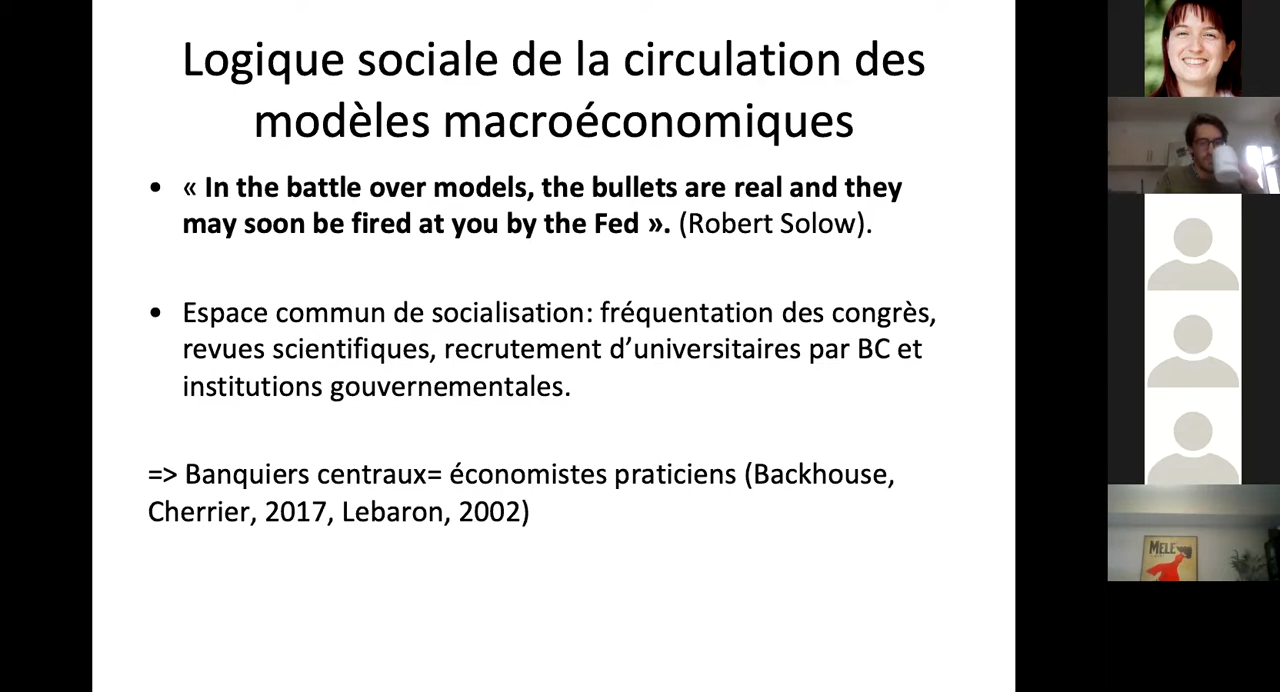 Logique sociale de la circulation des
modèles macroéconomiques
• « In the battle over models, the bullets are real and they
may soon be fired at you by the Fed ». (Robert Solow).
• Espace commun de socialisation: fréquentation des congrès,
revues scientifiques, recrutement d’universitaires par BC et
institutions gouvernementales.
=> Banquiers centraux= économistes praticiens (Backhouse,
Cherrier, 2017, Lebaron, 2002)
MELE